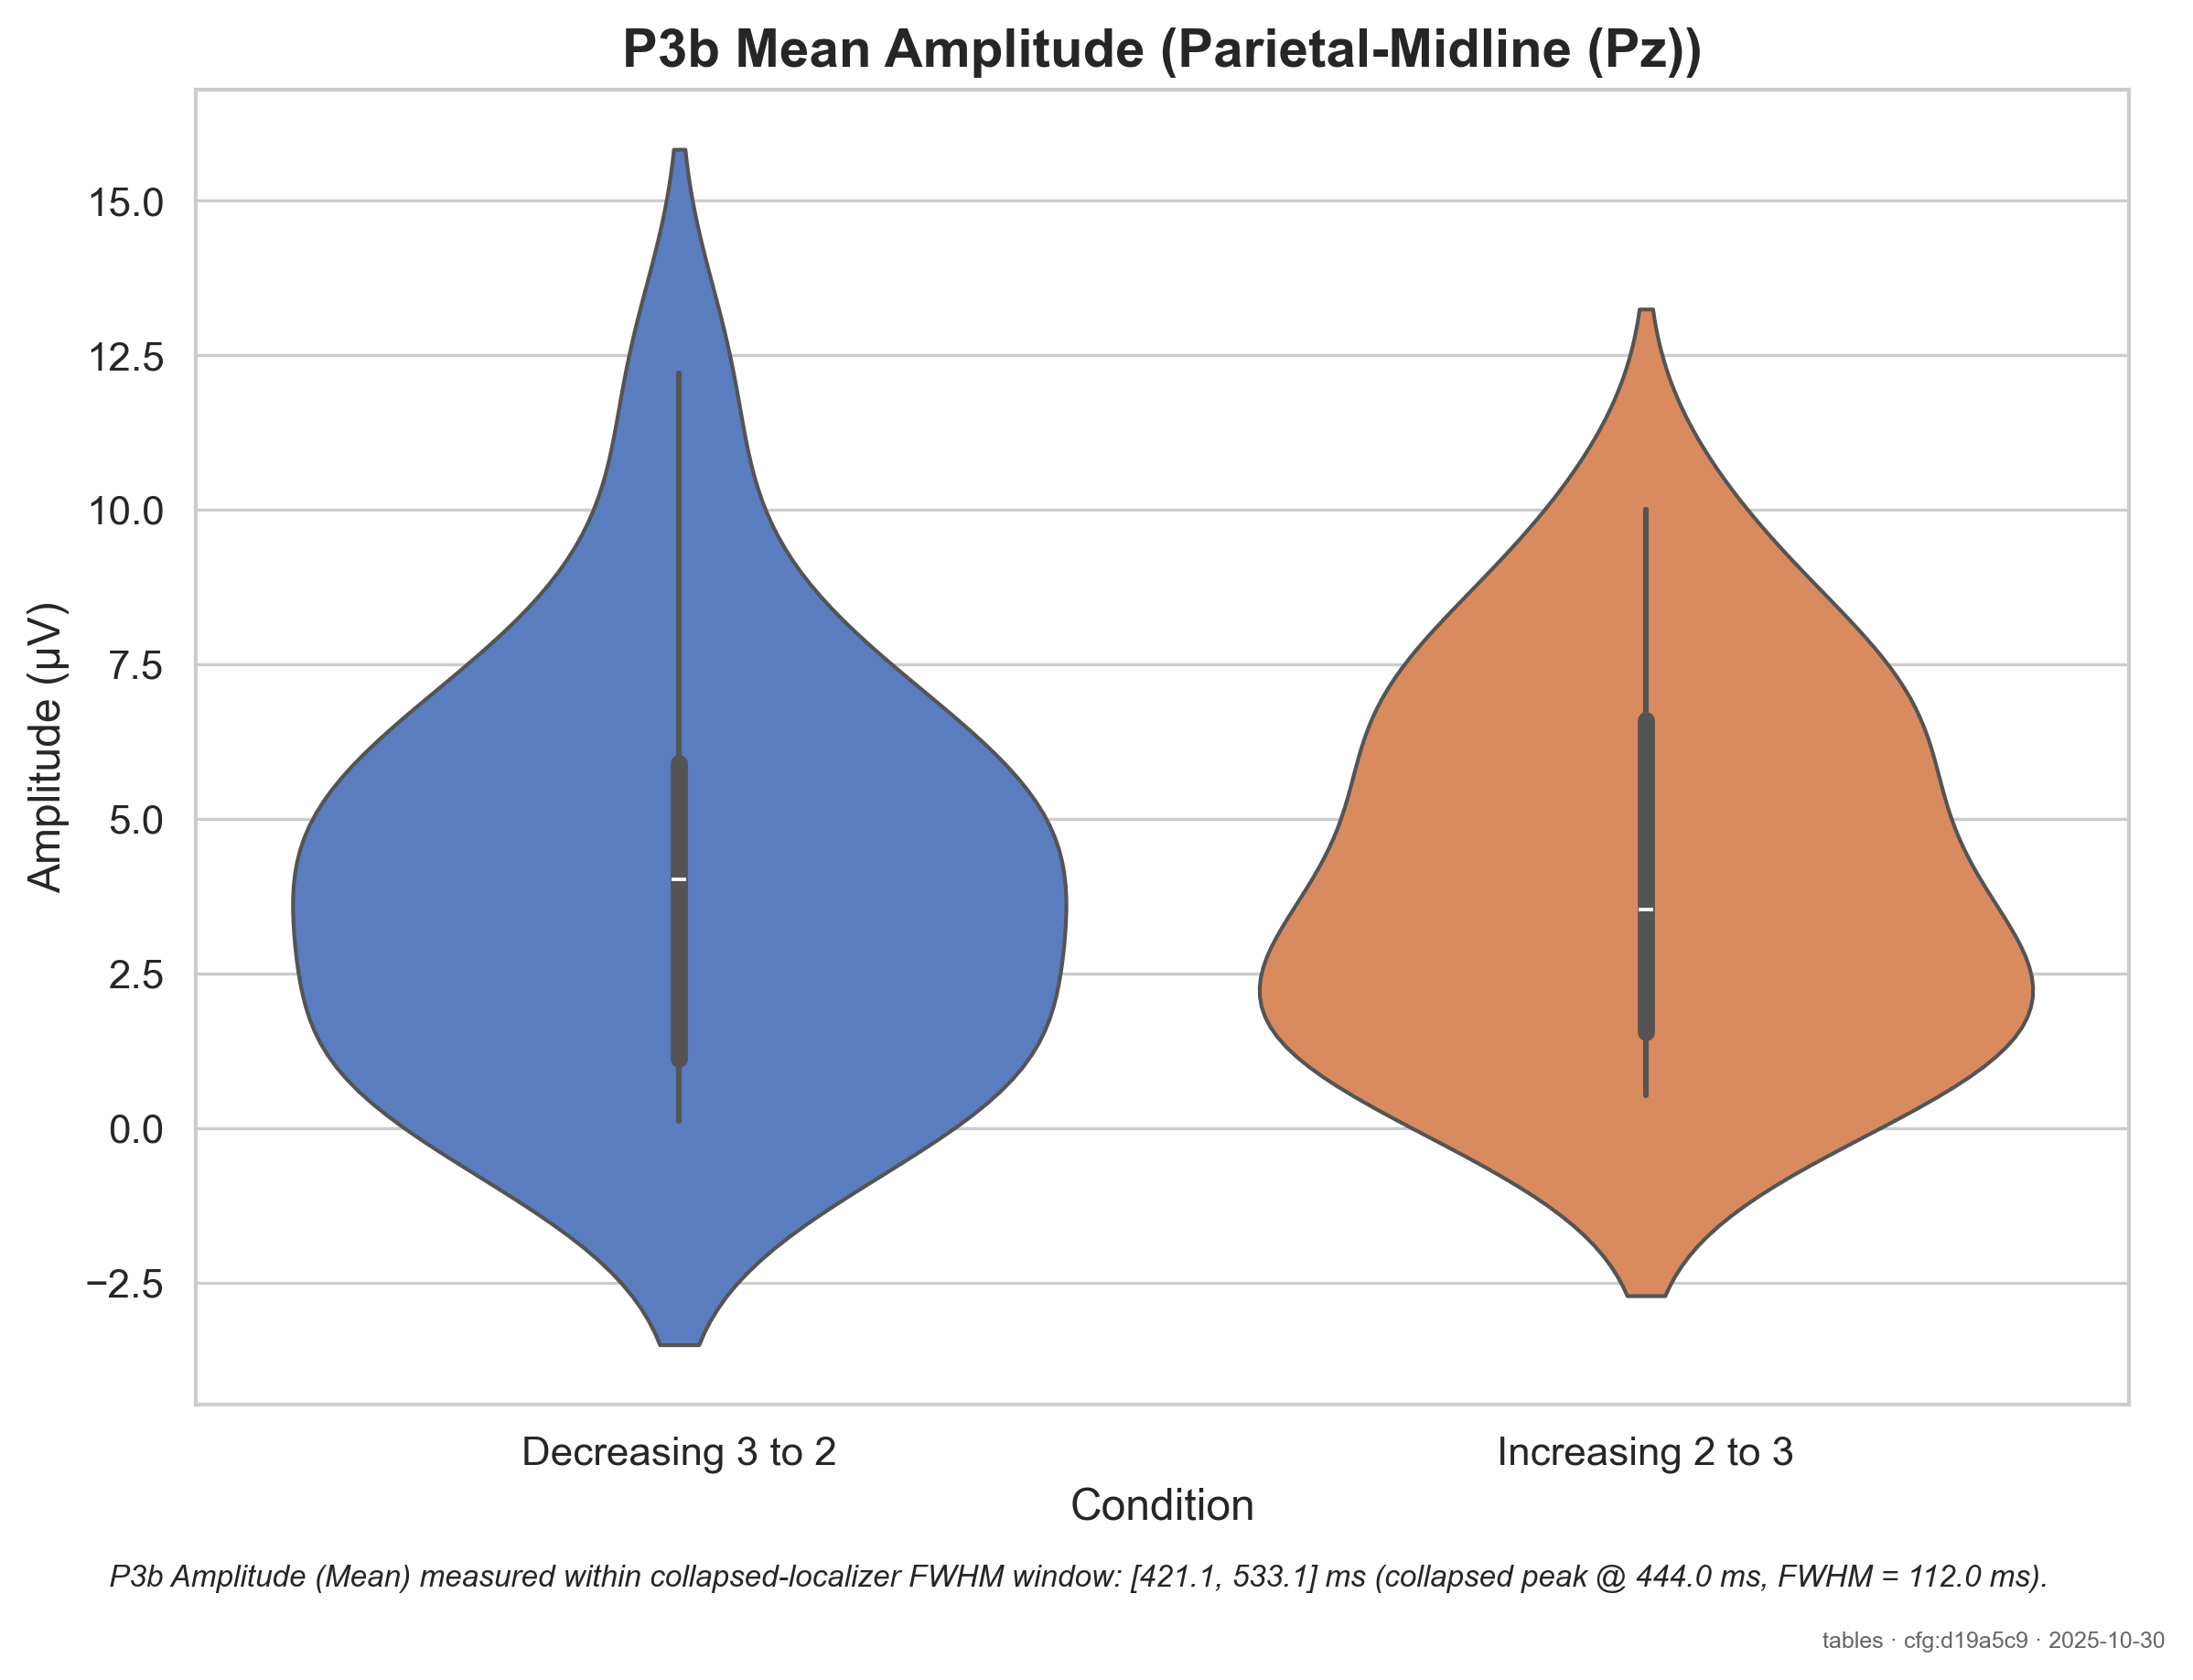 P3b Mean Amplitude (Parietal-Midline (Pz))
Amplitude (µV)
15.0
12.5
10.0
7.5
5.0
2.5
0.0
−2.5
Decreasing 3 to 2
Increasing 2 to 3
Condition
P3b Amplitude (Mean) measured within collapsed-localizer FWHM window: [421.1, 533.1] ms (collapsed peak @ 444.0 ms, FWHM = 112.0 ms).
tables · cfg:d19a5c9 · 2025-10-30